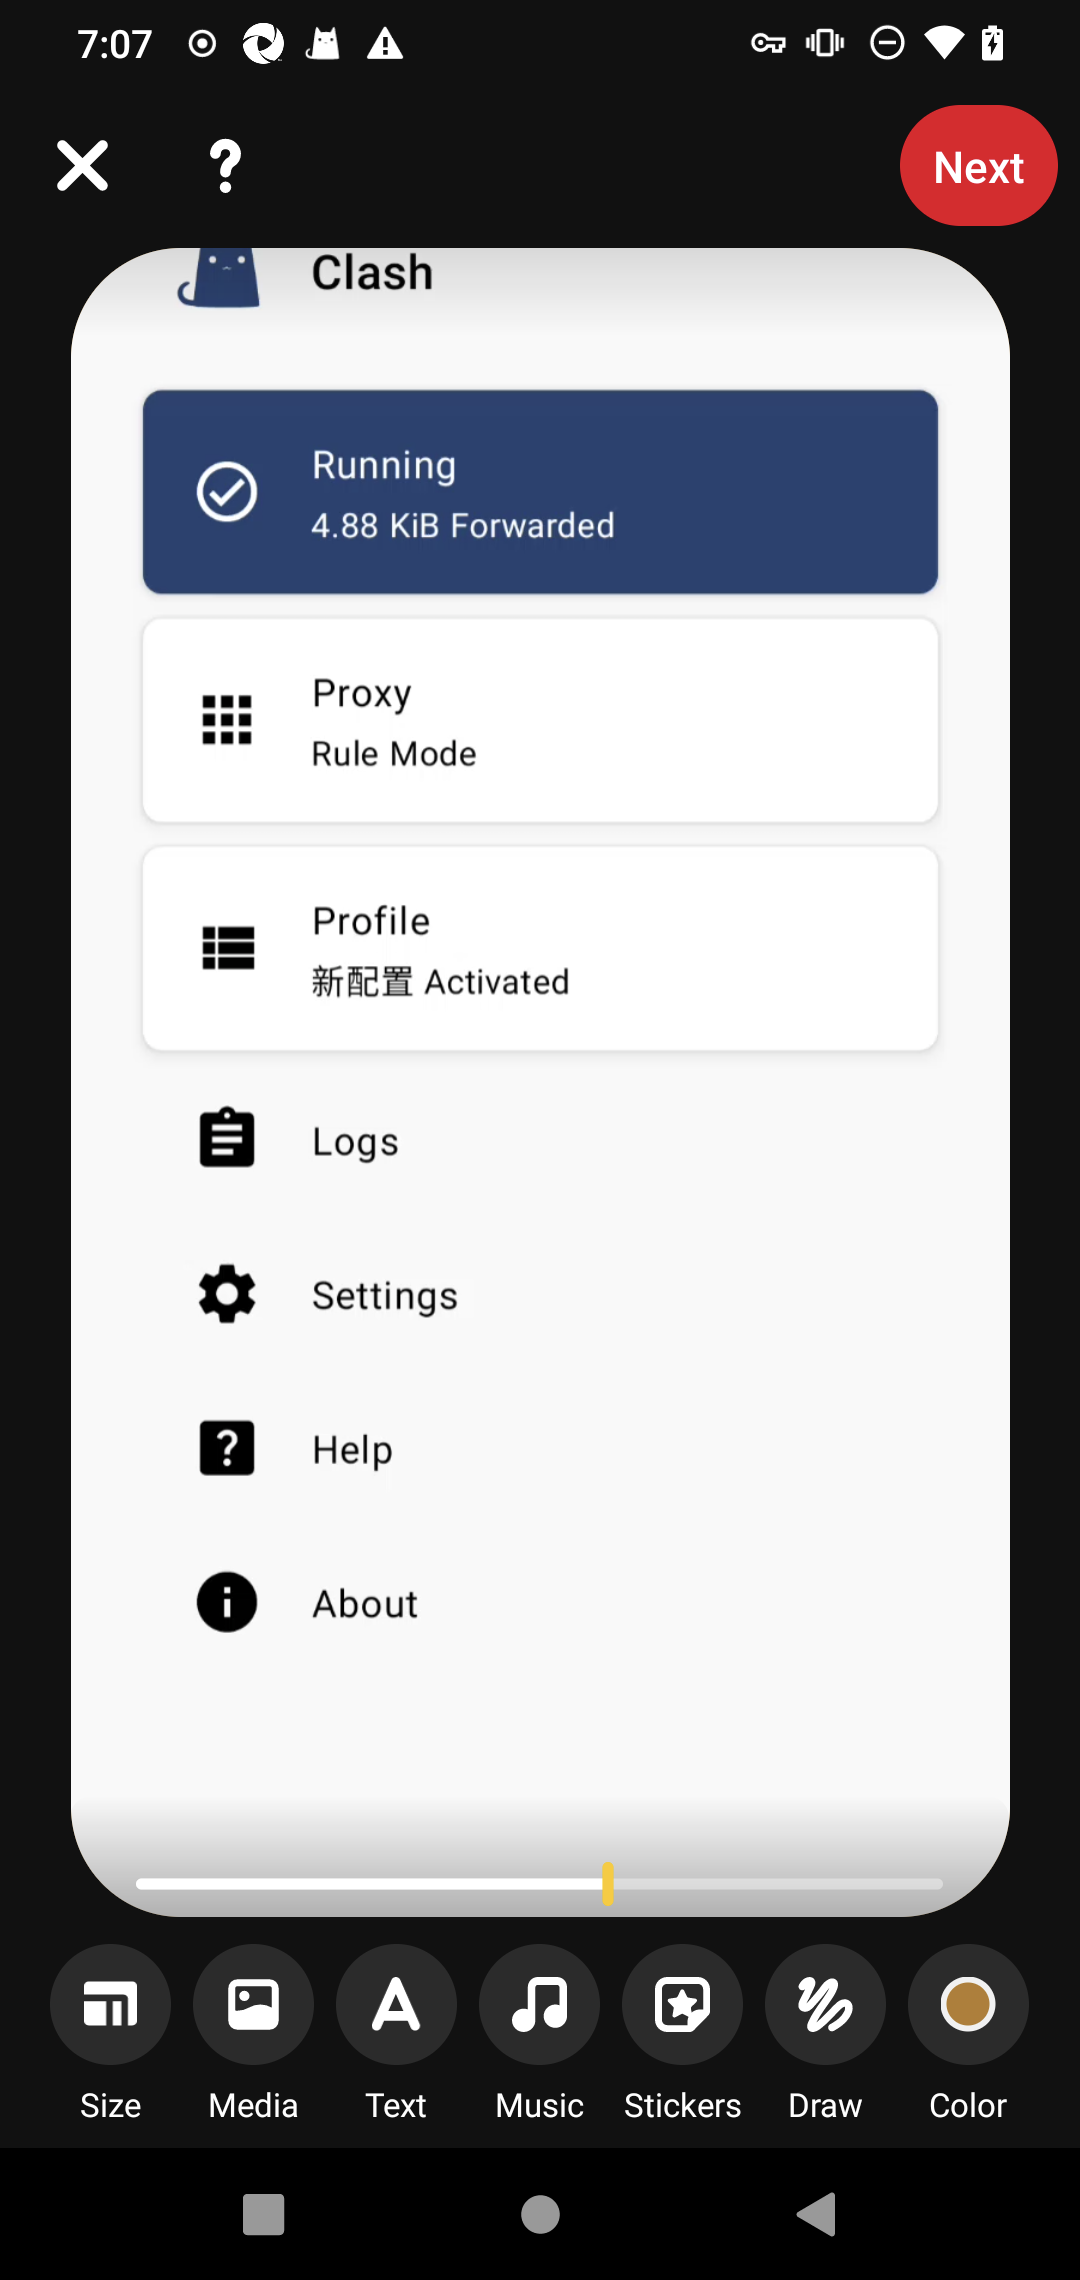 7:07
Next
Clash
Running
4.88 KiB Forwarded
Proxy
Rule Mode
Profile
新配置 Activated
Logs
Settings
Help
About
Size
Media
Text
Music
Stickers
Draw
Color